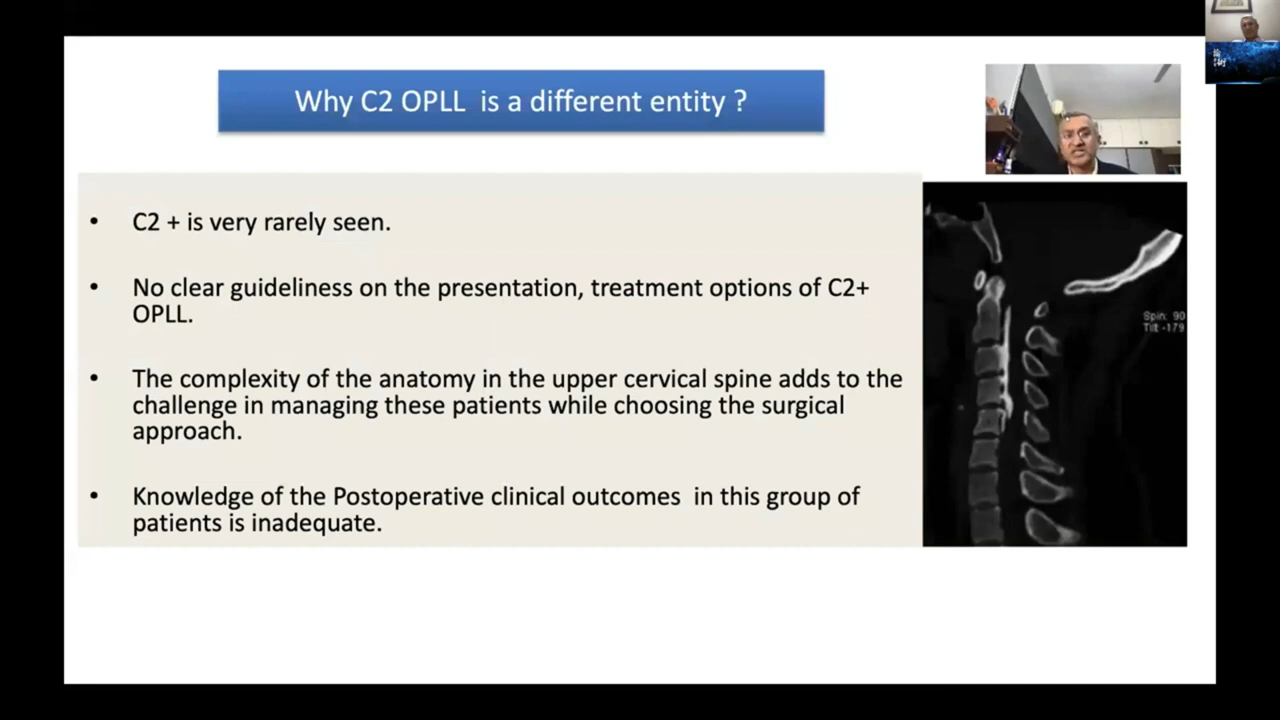 Why C2 OPLL is a different entity ?
• C2 + is very rarely seen.
• No clear guideliness on the presentation, treatment options of C2+
OPLL.
• The complexity of the anatomy in the upper cervical spine adds to the
challenge in managing these patients while choosing the surgical
approach.
• Knowledge of the Postoperative clinical outcomes in this group of
patients is inadequate.
Spin: 90
Tilt -179